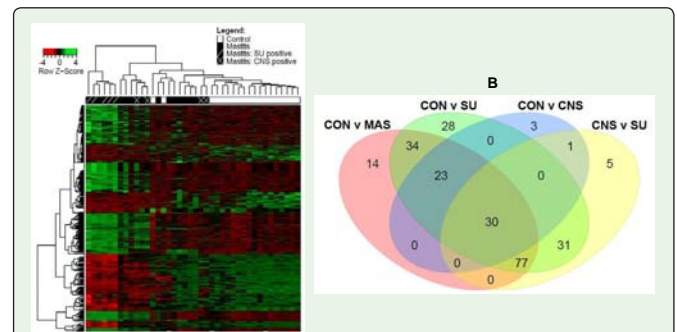 Legend:
Control
Mastitis
Mastitis: SU positive
Mastitis: CNS positive
-4 0 4
Row Z-Score
B
CON v SU
CON v CNS
CON v MAS
CNS v SU
28
3
34
0
1
14
5
23
0
30
0
31
0
77
0